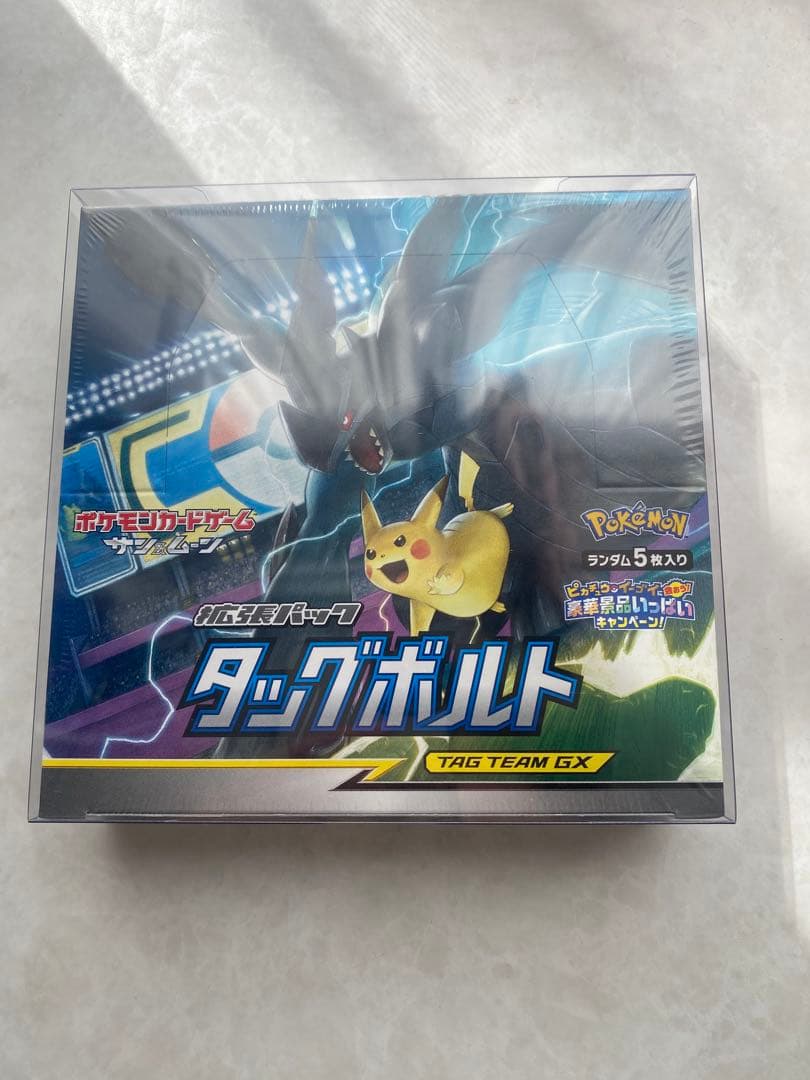 ポケモンカードゲーム
サン&ムーン
Pokémon
ランダム5枚入り
ピカチュウ・イーブイに会おう!
豪華景品いっぱい
キャンペーン!
拡張パック
タッグボルト
TAG TEAM GX